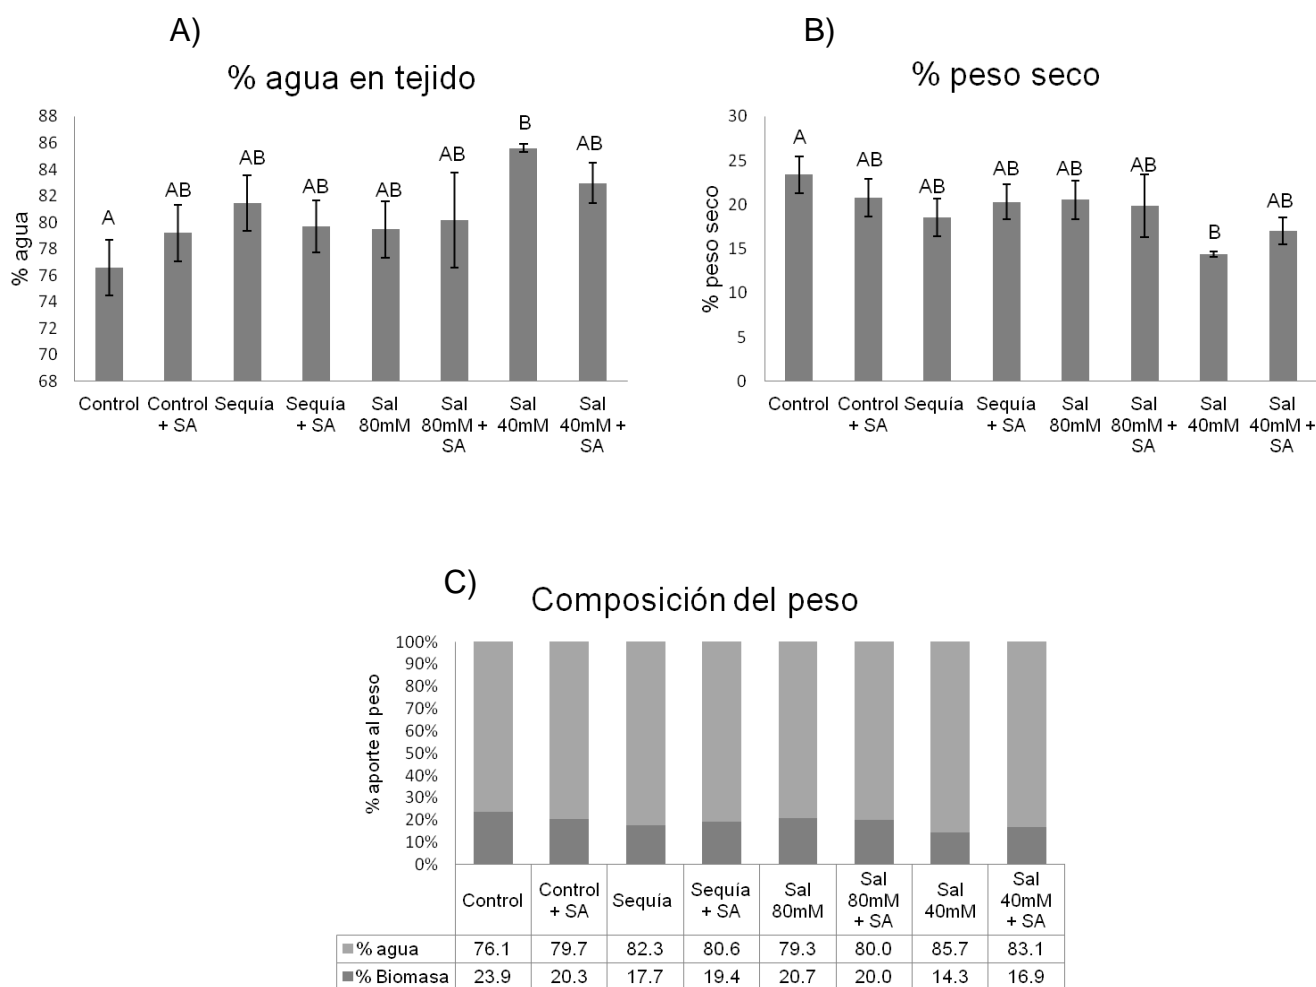 A)
% agua en tejido
% agua
88
86
84
82
80
78
76
74
72
70
68
A
AB
AB
AB
AB
AB
B
AB
Control
Control + SA
Sequía
Sequía + SA
Sal 80mM
Sal 80mM + SA
Sal 40mM
Sal 40mM + SA
B)
% peso seco
% peso seco
30
25
20
15
10
5
0
A
AB
AB
AB
AB
AB
B
AB
Control
Control + SA
Sequía
Sequía + SA
Sal 80mM
Sal 80mM + SA
Sal 40mM
Sal 40mM + SA
C)
Composición del peso
% aporte al peso
100%
90%
80%
70%
60%
50%
40%
30%
20%
10%
0%
Control
Control + SA
Sequía
Sequía + SA
Sal 80mM
Sal 80mM + SA
Sal 40mM
Sal 40mM + SA
% agua 76.1 79.7 82.3 80.6 79.3 80.0 85.7 83.1
% Biomasa 23.9 20.3 17.7 19.4 20.7 20.0 14.3 16.9